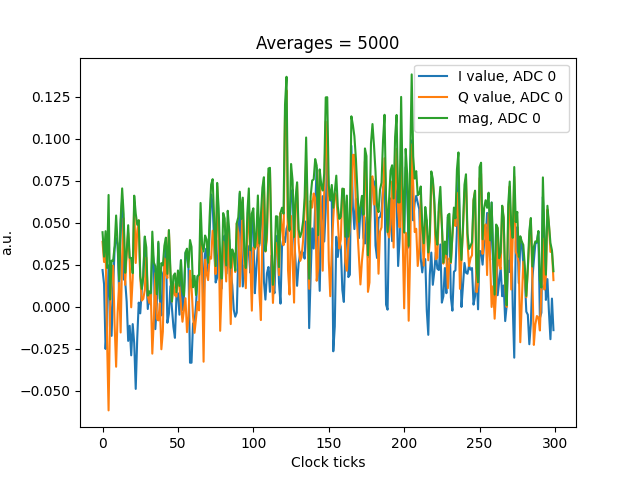 Averages = 5000
I value, ADC 0
Q value, ADC 0
mag, ADC 0
a.u.
0.125
0.100
0.075
0.050
0.025
0.000
−0.025
−0.050
0 50 100 150 200 250 300
Clock ticks